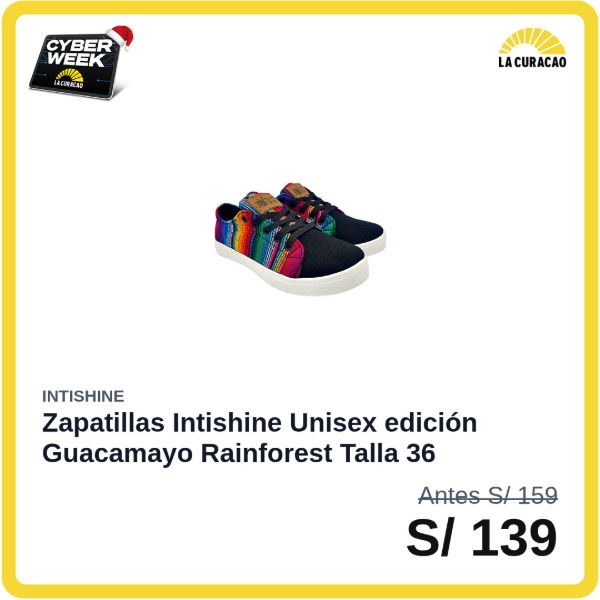 CYBER
WEEK
LA CURACAO
LA CURACAO
INTISHINE
Zapatillas Intishine Unisex edición
Guacamayo Rainforest Talla 36
Antes S/ 159
S/ 139